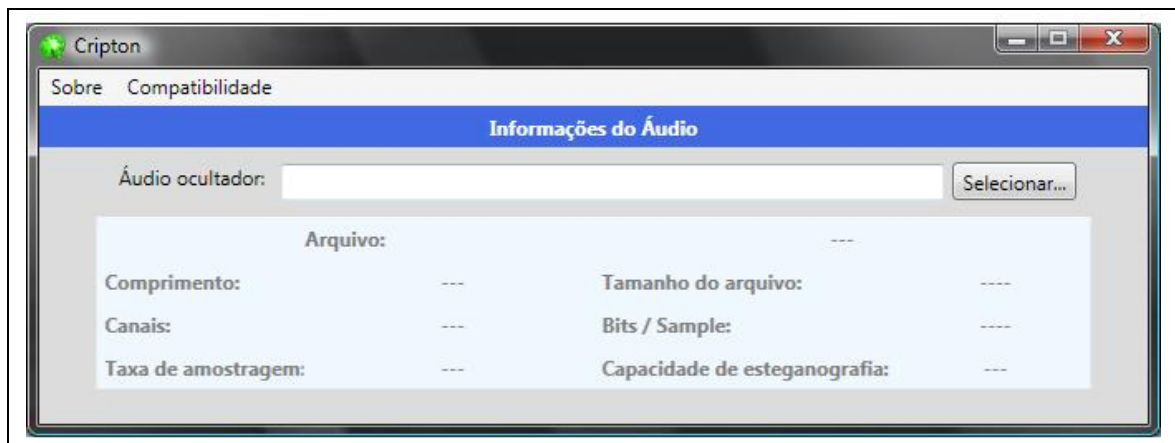 Cripton
Sobre Compatibilidade
Informações do Áudio
Áudio ocultador: Selecionar...
Arquivo: ---
Comprimento: --- Tamanho do arquivo: ----
Canais: --- Bits / Sample: ----
Taxa de amostragem: --- Capacidade de esteganografia: ---